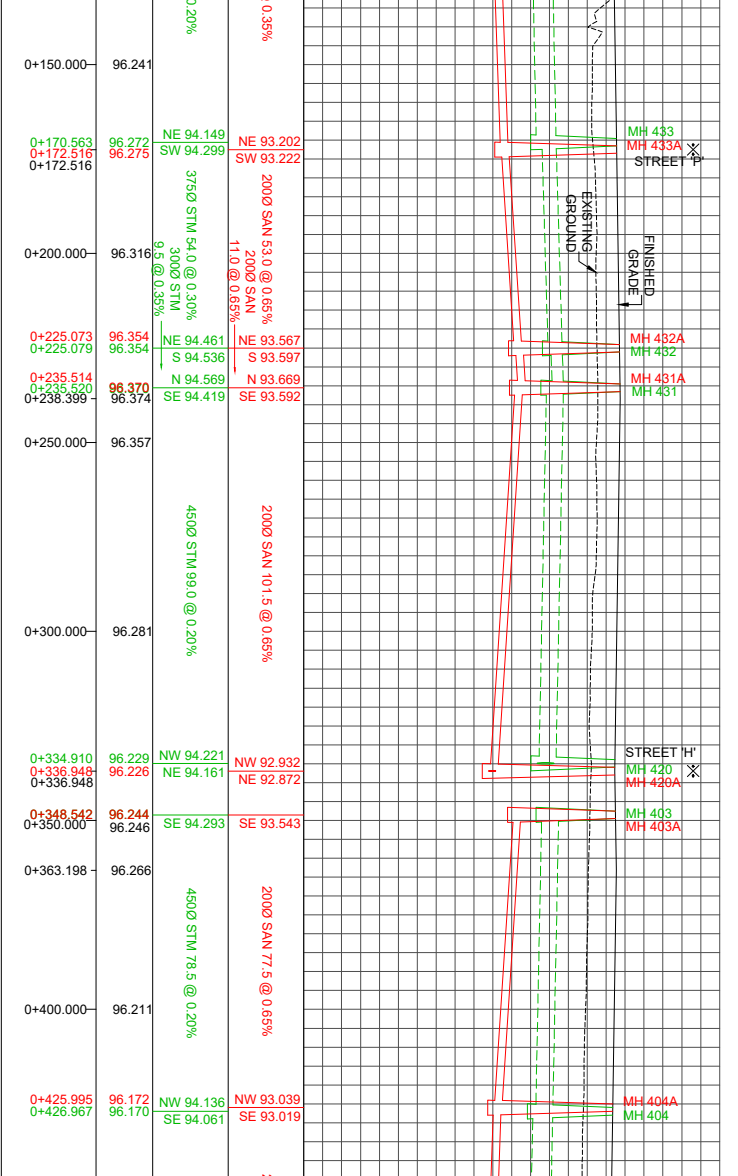 0.20%
0.35%
0+150.000
96.241
0+170.563
96.272
NE 94.149
SW 94.299
NE 93.202
SW 93.222
0+172.516
96.275
0+172.516
MH 433
MH 433A
STREET 'P'
375Ø STM 54.0 @ 0.30%
300Ø STM
9.5 @ 0.35%
200Ø SAN 53.0 @ 0.65%
200Ø SAN
11.0 @ 0.65%
EXISTING
GROUND
FINISHED
GRADE
0+200.000
96.316
0+225.073
96.354
0+225.079
96.354
NE 94.461
S 94.536
NE 93.567
S 93.597
MH 432A
MH 432
0+235.514
96.370
0+235.520
96.370
N 94.569
SE 94.419
N 93.669
SE 93.592
MH 431A
MH 431
0+238.399
96.374
0+250.000
96.357
450Ø STM 99.0 @ 0.20%
200Ø SAN 101.5 @ 0.65%
0+300.000
96.281
STREET 'H'
0+334.910
96.229
NW 94.221
NE 94.161
NW 92.932
NE 92.872
0+336.948
96.226
0+336.948
MH 420
MH 420A
0+348.542
96.244
SE 94.293
SE 93.543
MH 403
MH 403A
0+350.000
96.246
0+363.198
96.266
450Ø STM 78.5 @ 0.20%
200Ø SAN 77.5 @ 0.65%
0+400.000
96.211
0+425.995
96.172
0+426.967
96.170
NW 94.136
SE 94.061
NW 93.039
SE 93.019
MH 404A
MH 404